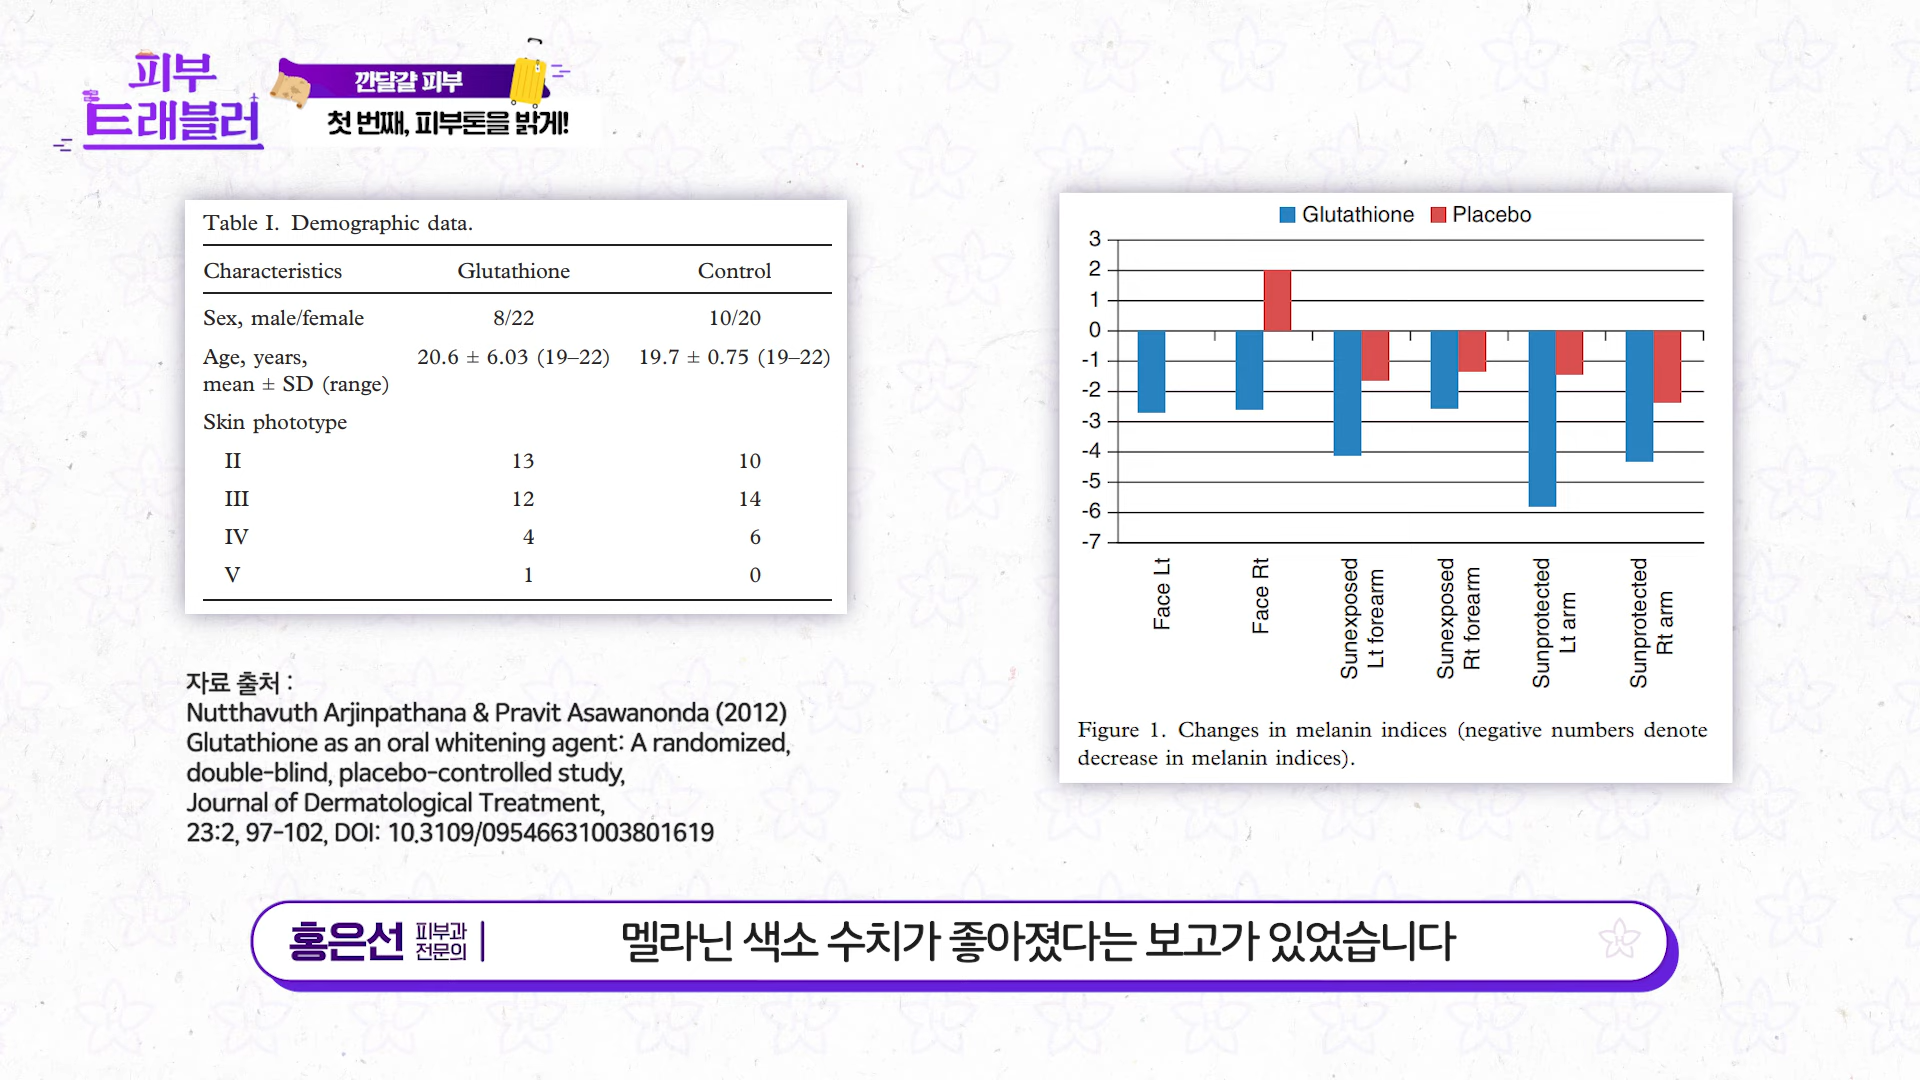 피부
트래블러
깐달걀 피부
첫 번째, 피부톤을 밝게!
Table I. Demographic data.
Characteristics Glutathione Control
Sex, male/female 8/22 10/20
Age, years, 20.6 ± 6.03 (19–22) 19.7 ± 0.75 (19–22)
mean ± SD (range)
Skin phototype
II 13 10
III 12 14
IV 4 6
V 1 0
자료 출처 :
Nutthavuth Arjinpathana & Pravit Asawanonda (2012)
Glutathione as an oral whitening agent: A randomized,
double-blind, placebo-controlled study,
Journal of Dermatological Treatment,
23:2, 97-102, DOI: 10.3109/09546631003801619
Glutathione Placebo
3
2
1
0
-1
-2
-3
-4
-5
-6
-7
Face Lt
Face Rt
Sunexposed
Lt forearm
Sunexposed
Rt forearm
Sunprotected
Lt arm
Sunprotected
Rt arm
Figure 1. Changes in melanin indices (negative numbers denote
decrease in melanin indices).
홍은선 피부과
전문의
멜라닌 색소 수치가 좋아졌다는 보고가 있었습니다